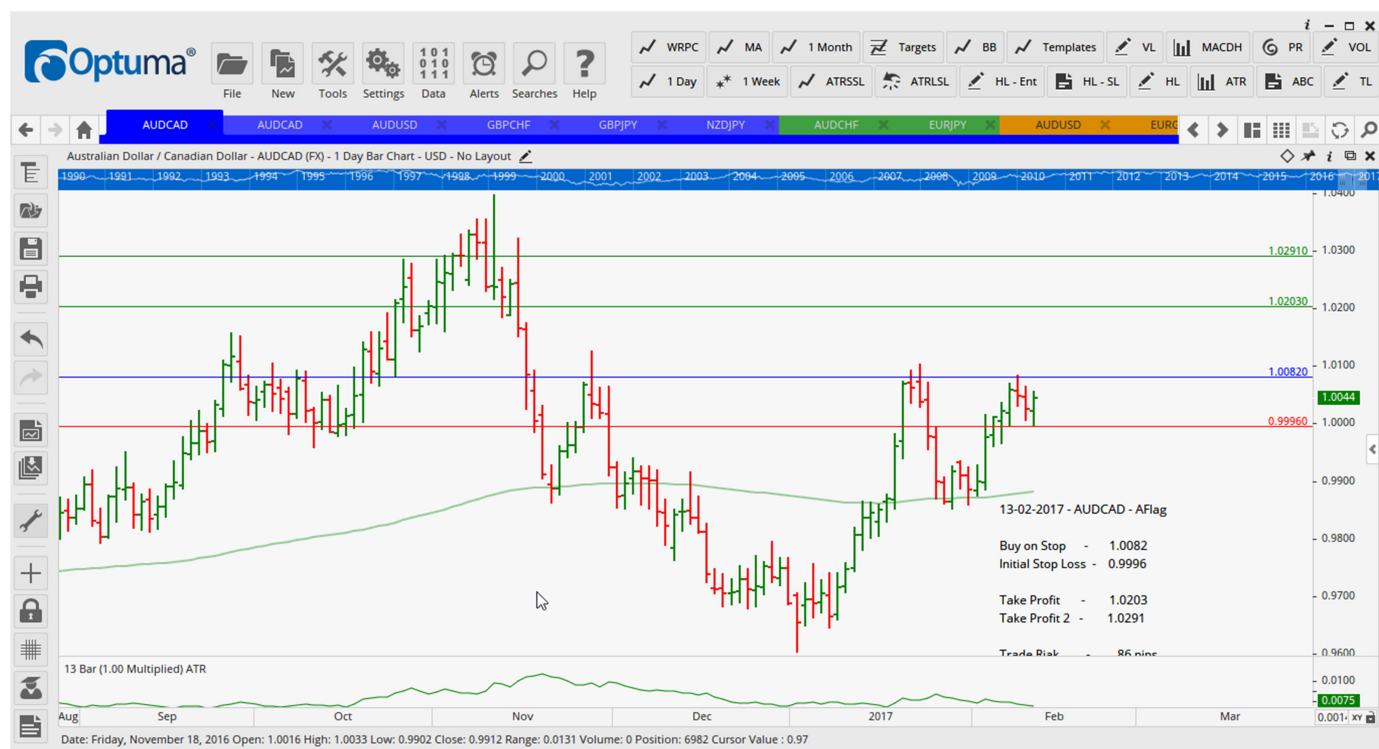 Optuma®
File New Tools Settings Data Alerts Searches Help
WRPC MA 1 Month Targets BB Templates VL MACDH PR VOL
1 Day 1 Week ATRSSL ATRLSL HL - Ent HL - SL HL ATR ABC TL
AUDCAD AUDCAD AUDUSD GBPCHF GBPJPY NZDJPY AUDCHF EURJPY AUDUSD EURG
Australian Dollar / Canadian Dollar - AUDCAD (FX) - 1 Day Bar Chart - USD - No Layout
1990 1991 1992 1993 1994 1995 1996 1997 1998 1999 2000 2001 2002 2003 2004 2005 2006 2007 2008 2009 2010 2011 2012 2013 2014 2015 2016 2017
1.0400
1.02910
1.0300
1.02030
1.0200
1.0100
1.00820
1.0044
0.99960
1.0000
0.9900
13-02-2017 - AUDCAD - AFlag
Buy on Stop - 1.0082
0.9800
Initial Stop Loss - 0.9996
Take Profit - 1.0203
0.9700
Take Profit 2 - 1.0291
Trade Risk - 86 pips
0.9600
13 Bar (1.00 Multiplied) ATR
0.0100
0.0075
Aug Sep Oct Nov Dec 2017 Feb Mar
XY
Date: Friday, November 18, 2016 Open: 1.0016 High: 1.0033 Low: 0.9902 Close: 0.9912 Range: 0.0131 Volume: 0 Position: 6982 Cursor Value : 0.97